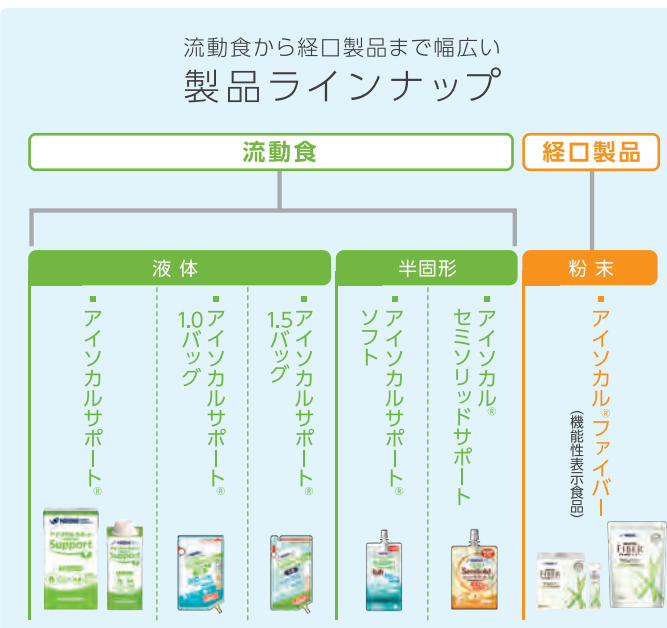 流動食から経口製品まで幅広い
製品ラインナップ
流動食
経口製品
液体
半固形
粉末
▪アイソカルサポート®
▪アイソカルサポート®
1.0バッグ
▪アイソカルサポート®
1.5バッグ
▪アイソカルサポート®
ソフト
▪アイソカル®
セミソリッドサポート
▪アイソカル®ファイバー
(機能性表示食品)
Nestlé
Support
FIBER
FIBER